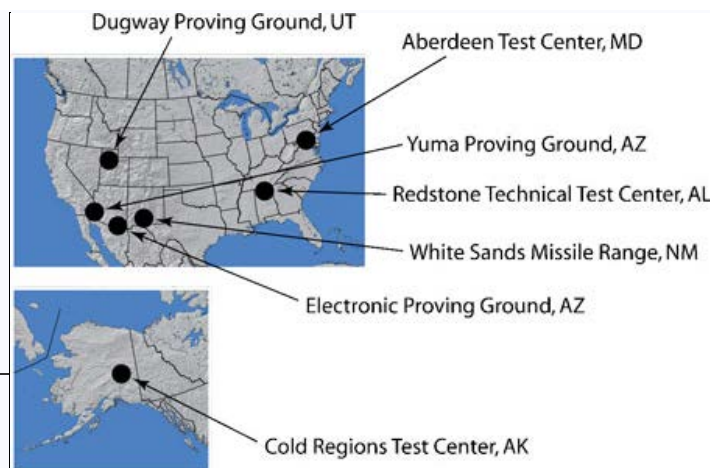 Dugway Proving Ground, UT
Aberdeen Test Center, MD
Yuma Proving Ground, AZ
Redstone Technical Test Center, AL
White Sands Missile Range, NM
Electronic Proving Ground, AZ
Cold Regions Test Center, AK